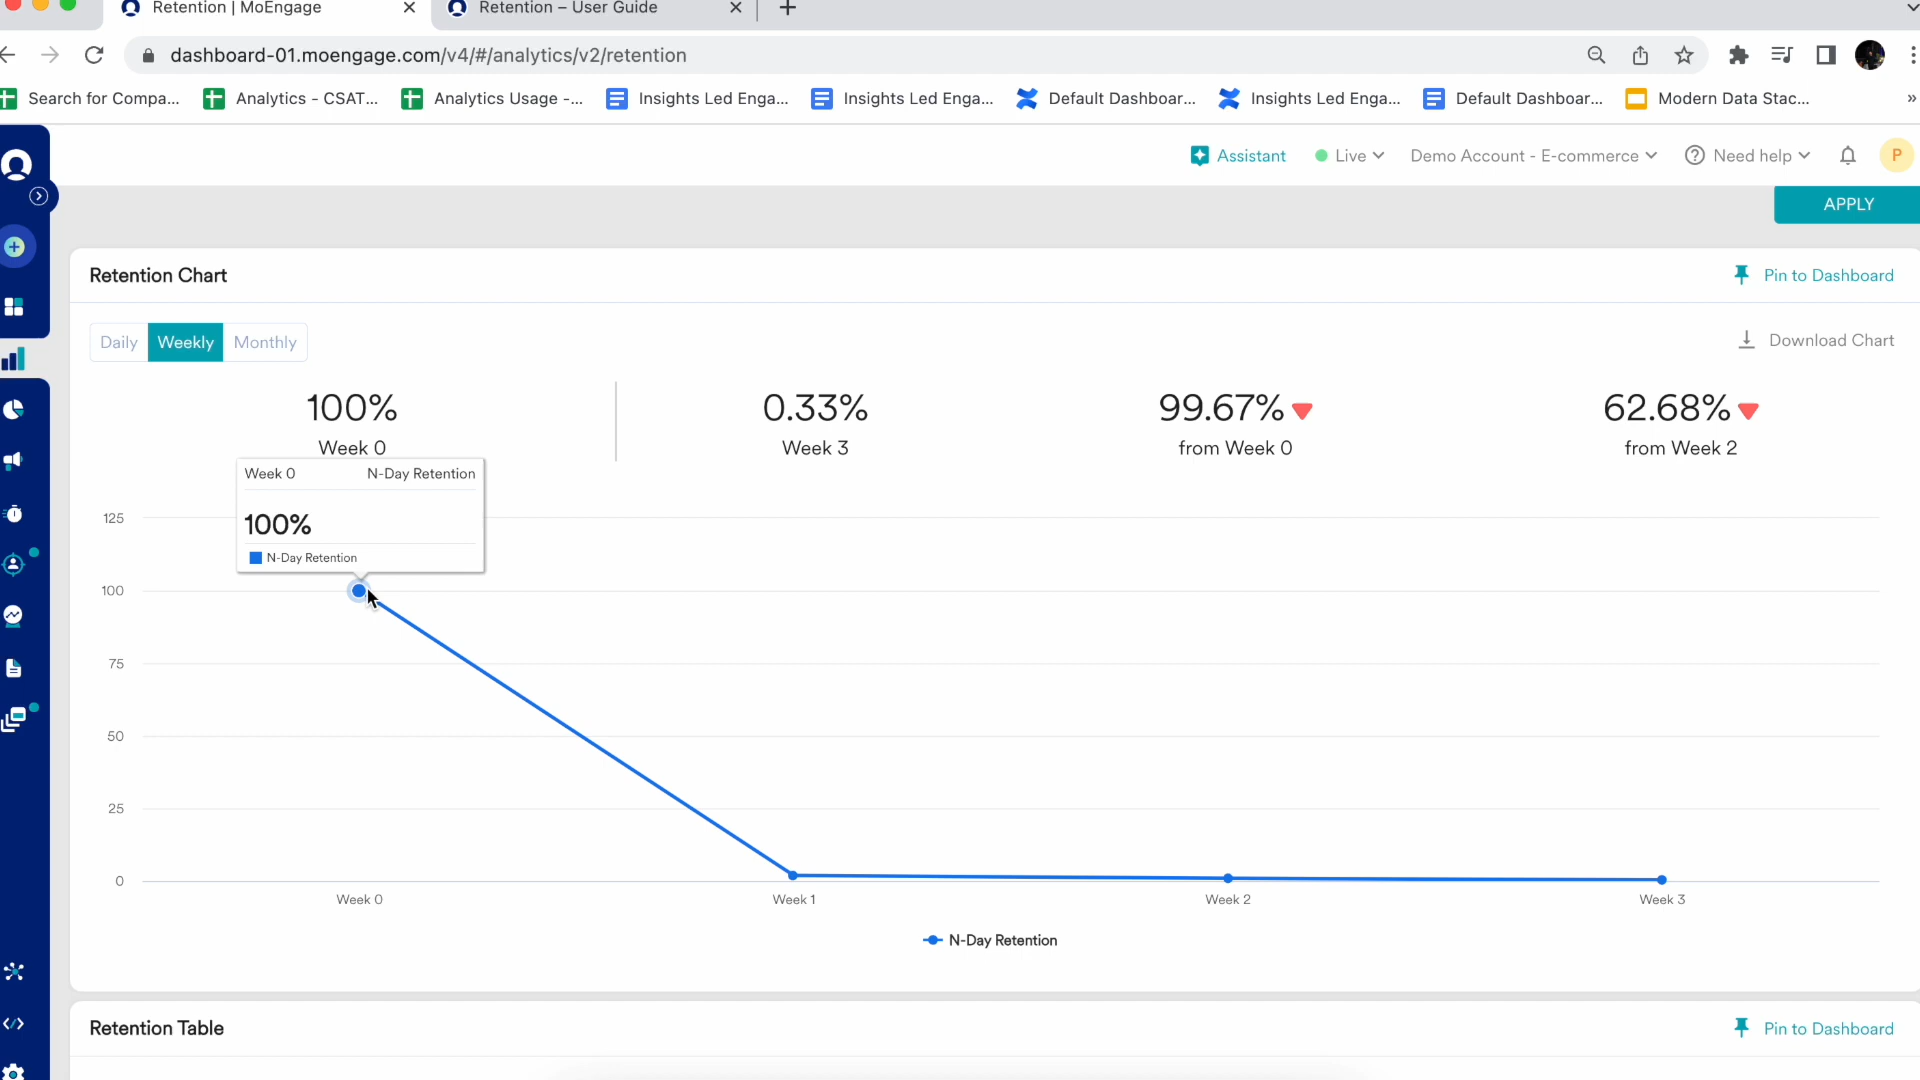 Retention | MoEngage
Retention – User Guide
dashboard-01.moengage.com/v4/#/analytics/v2/retention
Search for Compa... Analytics - CSAT... Analytics Usage -... Insights Led Enga... Insights Led Enga... Default Dashboar... Insights Led Enga... Default Dashboar... Modern Data Stac... »
Assistant Live Demo Account - E-commerce Need help P
APPLY
Retention Chart Pin to Dashboard
Daily Weekly Monthly Download Chart
100% 0.33% 99.67% 62.68%
Week 0 Week 3 from Week 0 from Week 2
Week 0 N-Day Retention
100%
N-Day Retention
125
100
75
50
25
0
Week 0 Week 1 Week 2 Week 3
N-Day Retention
Retention Table Pin to Dashboard